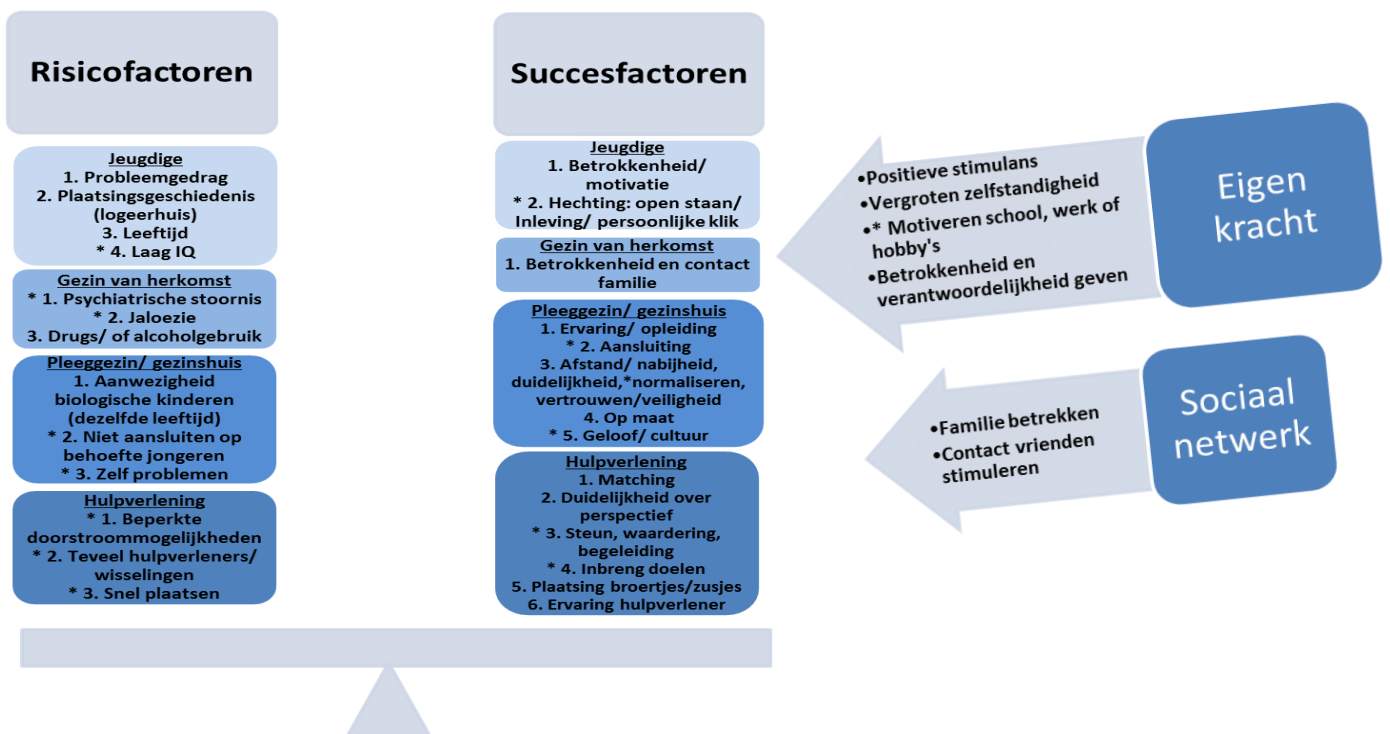 Risicofactoren
Jeugdige
1. Probleemgedrag
2. Plaatsingsgeschiedenis
(logeerhuis)
3. Leeftijd
* 4. Laag IQ
Gezin van herkomst
* 1. Psychiatrische stoornis
* 2. Jaloezie
3. Drugs/ of alcoholgebruik
Pleeggezin/ gezinshuis
1. Aanwezigheid
biologische kinderen
(dezelfde leeftijd)
* 2. Niet aansluiten op
behoefte jongeren
* 3. Zelf problemen
Hulpverlening
* 1. Beperkte
doorstroommogelijkheden
* 2. Teveel hulpverleners/
wisselingen
* 3. Snel plaatsen
Succesfactoren
Jeugdige
1. Betrokkenheid/
motivatie
* 2. Hechting: open staan/
Inleving/ persoonlijke klik
Gezin van herkomst
1. Betrokkenheid en contact
familie
Pleeggezin/ gezinshuis
1. Ervaring/ opleiding
* 2. Aansluiting
3. Afstand/ nabijheid,
duidelijkheid,*normaliseren,
vertrouwen/veiligheid
4. Op maat
* 5. Geloof/ cultuur
Hulpverlening
1. Matching
2. Duidelijkheid over
perspectief
* 3. Steun, waardering,
begeleiding
* 4. Inbreng doelen
5. Plaatsing broertjes/zusjes
6. Ervaring hulpverlener
•Positieve stimulans
•Vergroten zelfstandigheid
•* Motiveren school, werk of
hobby's
•Betrokkenheid en
verantwoordelijkheid geven
Eigen
kracht
•Familie betrekken
•Contact vrienden
stimuleren
Sociaal
netwerk